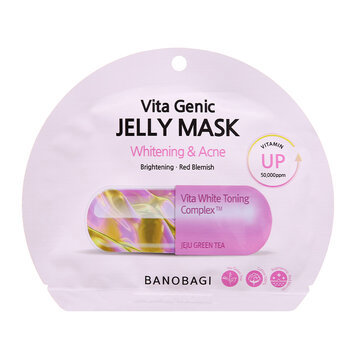 Vita Genic
JELLY MASK
Whitening & Acne
Brightening · Red Blemish
VITAMIN
UP
50,000ppm
Vita White Toning
Complex™
JEJU GREEN TEA
BANOBAGI